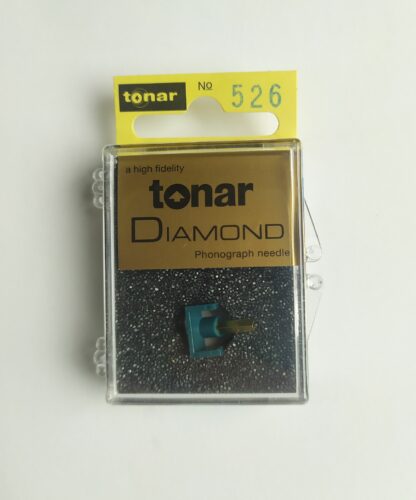 tonar
No 526
a high fidelity
tonar
DIAMOND
Phonograph needle